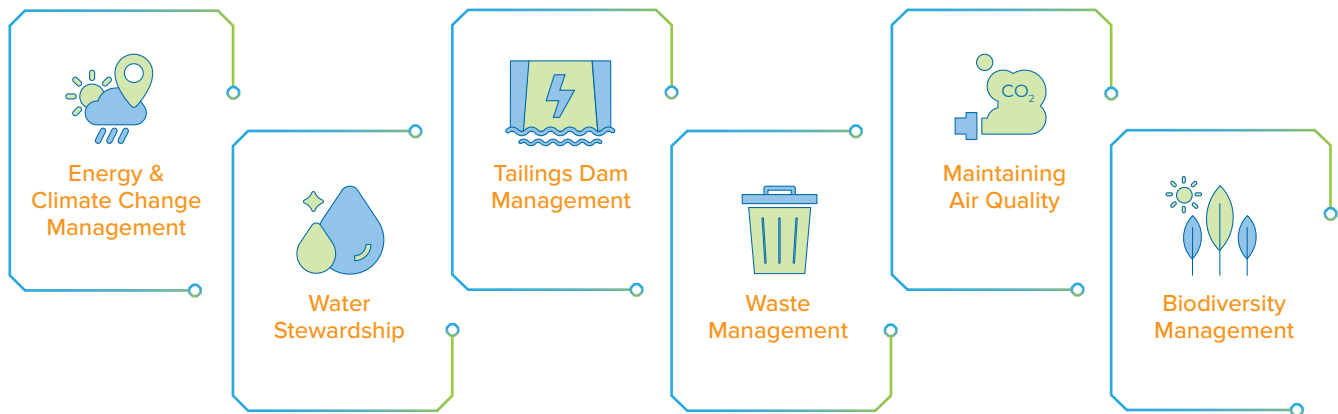 Energy &
Climate Change
Management
Water
Stewardship
Tailings Dam
Management
Waste
Management
CO₂
Maintaining
Air Quality
Biodiversity
Management